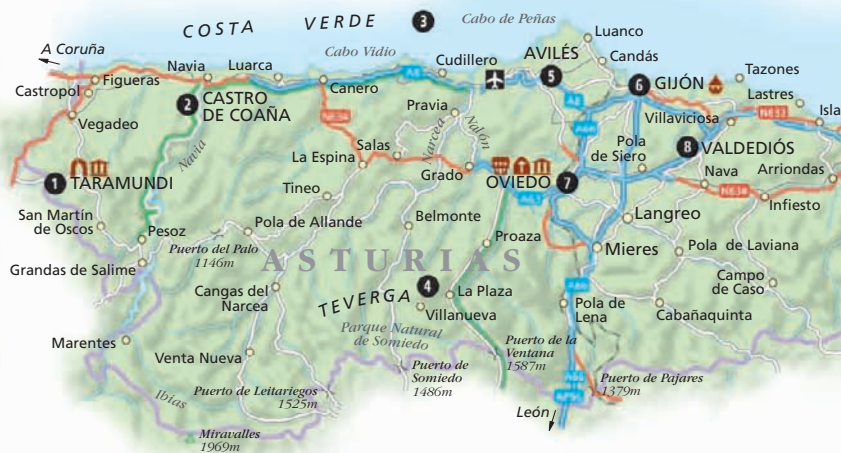 COSTA VERDE
3
Cabo de Peñas
A Coruña
Cabo Vidio
Luanco
Candás
AVILÉS
5
Navia
Luarca
Cudillero
Figueras
Castropol
Canero
A8
Tazones
6
GIJÓN
Lastres
2
CASTRO
DE COAÑA
Pravia
A8
Villaviciosa
N632
Isla
Vegadeo
N634
Narcea
Nalón
A66
Salas
Pola
de Siero
8
VALDEDIÓS
Navia
La Espina
Grado
Arriondas
1
TARAMUNDI
Tineo
OVIEDO
7
Nava
N634
A63
Infiesto
San Martín
de Oscos
Pesoz
Pola de Allande
Belmonte
Langreo
Puerto del Palo
1146m
Proaza
Mieres
Pola de Laviana
Grandas de Salime
ASTURIAS
Cangas del
Narcea
TEVERGA
4
La Plaza
A66
Campo
de Caso
Villanueva
Pola de
Lena
Cabañaquinta
Marentes
Parque Natural
de Somiedo
Puerto de la
Ventana
1587m
Venta Nueva
Puerto de Leitariegos
1525m
Puerto de
Somiedo
1486m
A66
Puerto de Pajares
1379m
Ibias
AP66
León
Miravalles
1969m